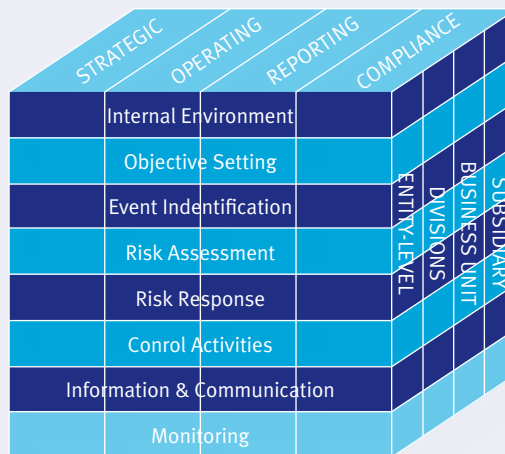 STRATEGIC
OPERATING
REPORTING
COMPLIANCE
Internal Environment
Objective Setting
Event Indentification
Risk Assessment
Risk Response
Conrol Activities
Information & Communication
Monitoring
ENTITY-LEVEL
DIVISIONS
BUSINESS UNIT
SUBSIDIARY